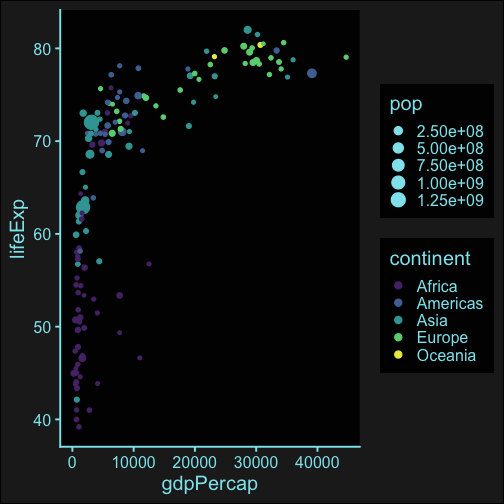 lifeExp
80
70
60
50
40
0
10000
20000
30000
40000
gdpPercap
pop
2.50e+08
5.00e+08
7.50e+08
1.00e+09
1.25e+09
continent
Africa
Americas
Asia
Europe
Oceania